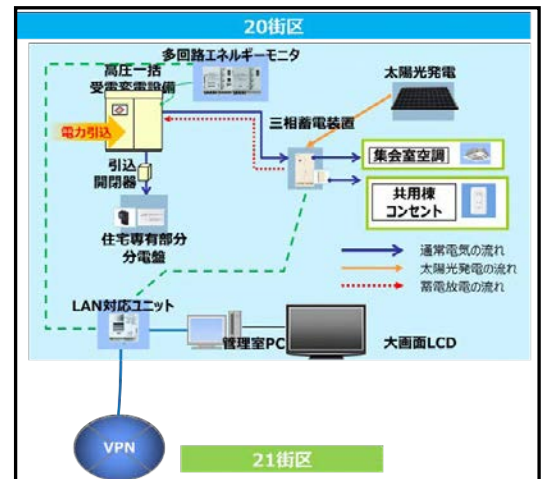 20街区
多回路エネルギーモニタ
高圧一括
受電変電設備
太陽光発電
電力引込
三相蓄電装置
集会室空調
引込
開閉器
共用棟
コンセント
住宅専有部分
分電盤
通常電気の流れ
太陽光発電の流れ
蓄電放電の流れ
LAN対応ユニット
管理室PC
大画面LCD
VPN
21街区